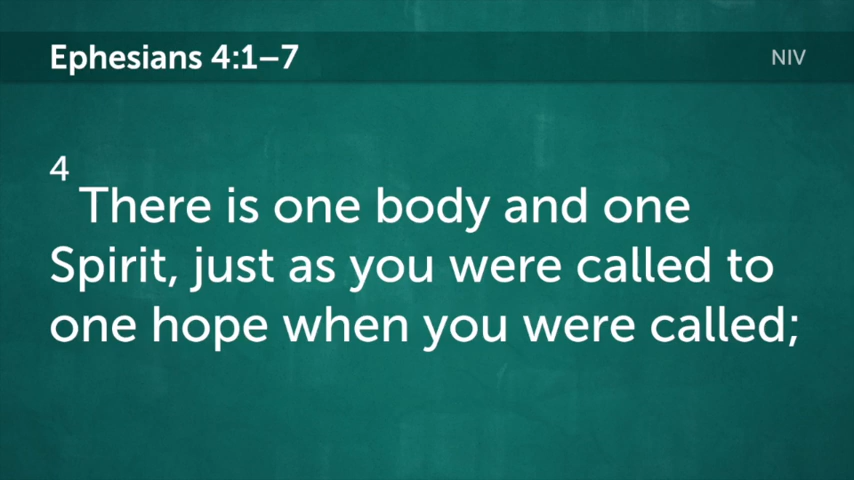 Ephesians 4:1–7
NIV
4
There is one body and one
Spirit, just as you were called to
one hope when you were called;